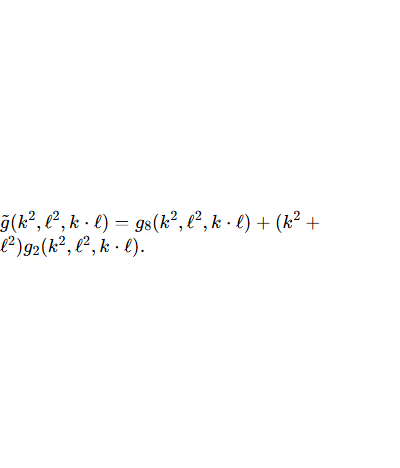 g̃(k², ℓ², k · ℓ) = g₈(k², ℓ², k · ℓ) + (k² +
ℓ²)g₂(k², ℓ², k · ℓ).